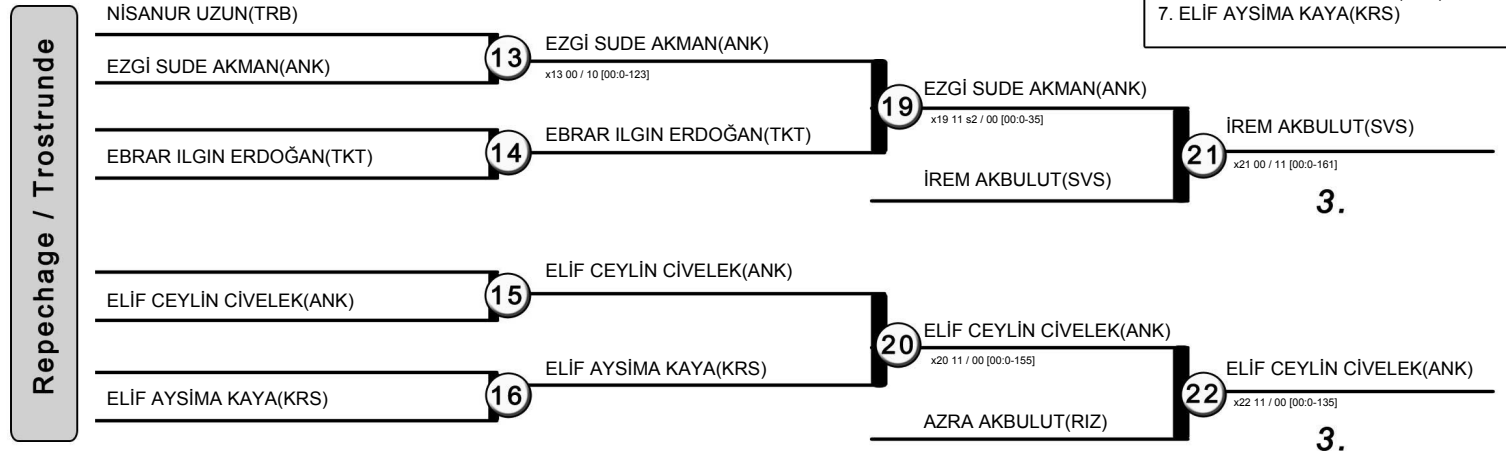 NİSANUR UZUN(TRB)
7. ELİF AYSİMA KAYA(KRS)
Repechage / Trostrunde
EZGİ SUDE AKMAN(ANK)
13
EZGİ SUDE AKMAN(ANK)
x13 00 / 10 [00:0-123]
EBRAR ILGIN ERDOĞAN(TKT)
14
EBRAR ILGIN ERDOĞAN(TKT)
19
EZGİ SUDE AKMAN(ANK)
x19 11 s2 / 00 [00:0-35]
İREM AKBULUT(SVS)
21
İREM AKBULUT(SVS)
x21 00 / 11 [00:0-161]
3.
ELİF CEYLİN CİVELEK(ANK)
15
ELİF CEYLİN CİVELEK(ANK)
ELİF AYSİMA KAYA(KRS)
16
ELİF AYSİMA KAYA(KRS)
20
ELİF CEYLİN CİVELEK(ANK)
x20 11 / 00 [00:0-155]
AZRA AKBULUT(RIZ)
22
ELİF CEYLİN CİVELEK(ANK)
x22 11 / 00 [00:0-135]
3.